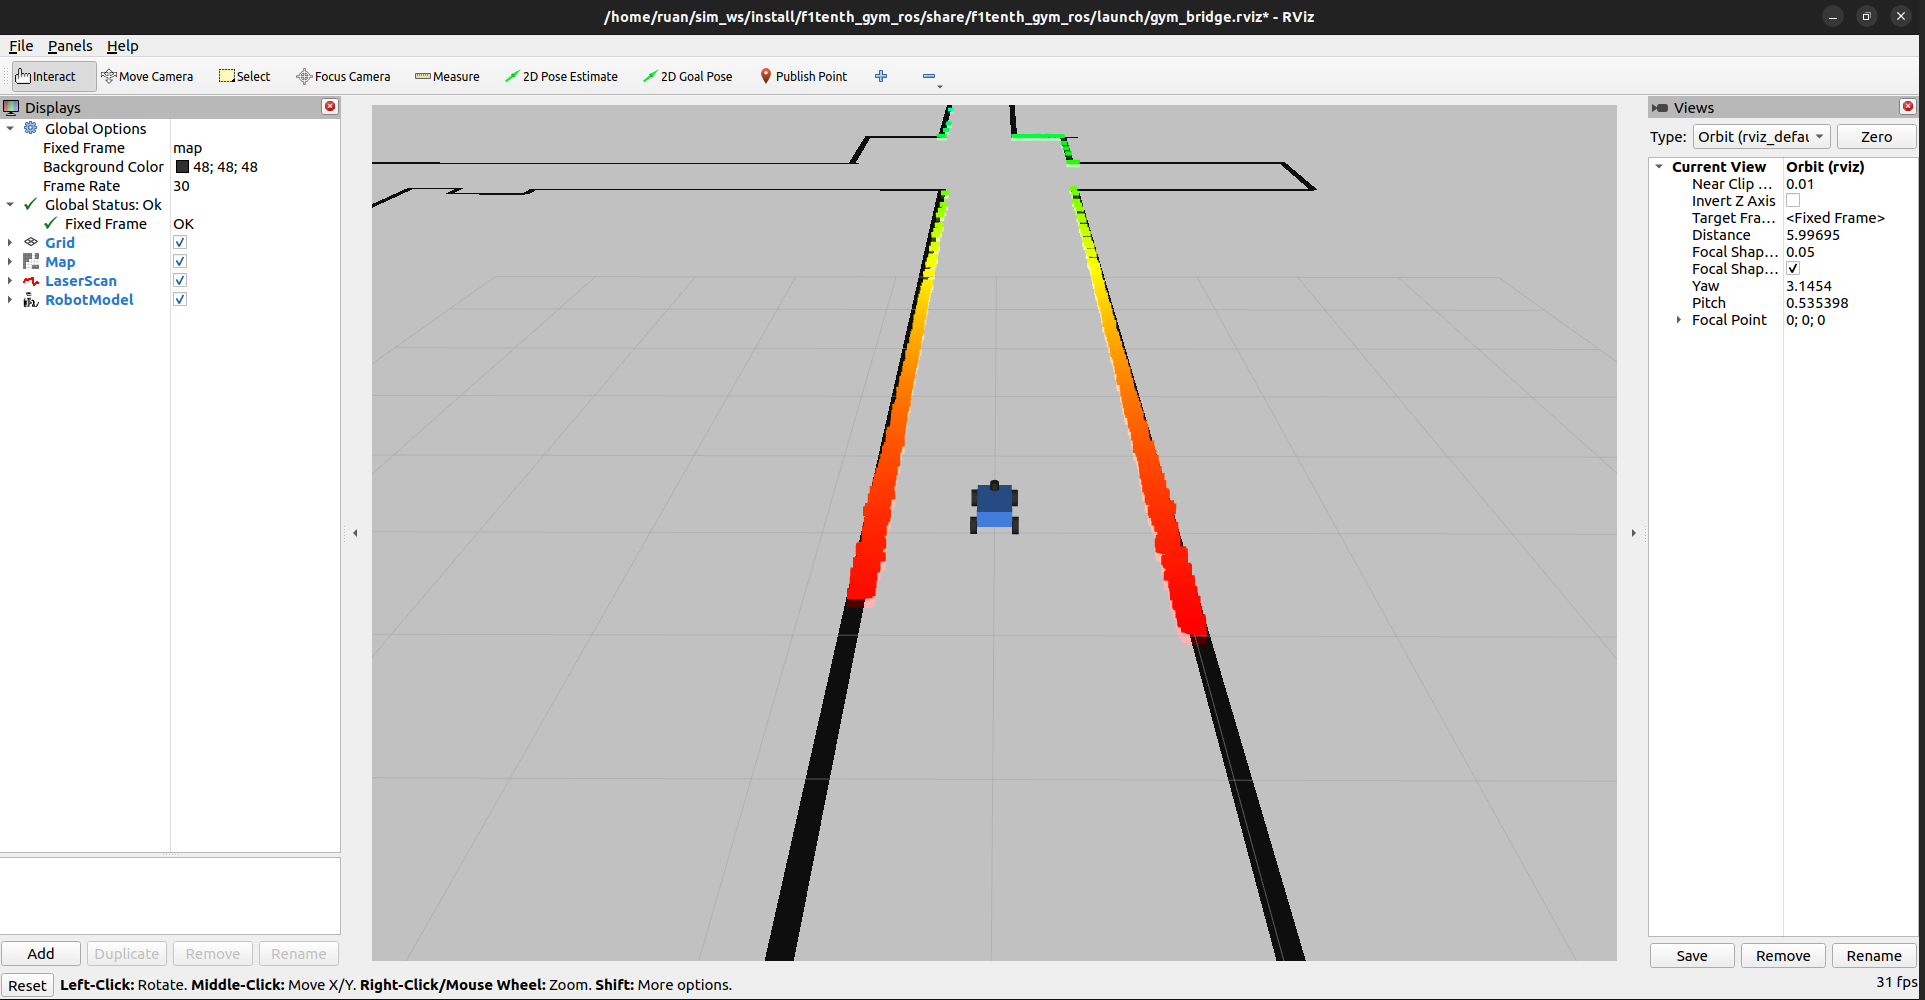 /home/ruan/sim_ws/install/f1tenth_gym_ros/share/f1tenth_gym_ros/launch/gym_bridge.rviz* - RViz
File Panels Help
Interact Move Camera Select Focus Camera Measure 2D Pose Estimate 2D Goal Pose Publish Point
Displays
Global Options
Fixed Frame map
Background Color 48; 48; 48
Frame Rate 30
Global Status: Ok
Fixed Frame OK
Grid
Map
LaserScan
RobotModel
Add Duplicate Remove Rename
Views
Type: Orbit (rviz_defau Zero
Current View Orbit (rviz)
Near Clip ... 0.01
Invert Z Axis
Target Fra... <Fixed Frame>
Distance 5.99695
Focal Shap... 0.05
Focal Shap...
Yaw 3.1454
Pitch 0.535398
Focal Point 0; 0; 0
Save Remove Rename
Reset Left-Click: Rotate. Middle-Click: Move X/Y. Right-Click/Mouse Wheel: Zoom. Shift: More options. 31 fps